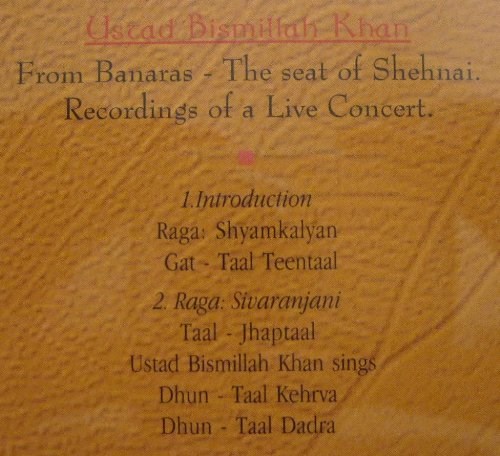 Ustad Bismillah Khan
From Banaras - The seat of Shehnai.
Recordings of a Live Concert.
1.Introduction
Raga: Shyamkalyan
Gat - Taal Teentaal
2. Raga: Sivaranjani
Taal - Jhaptaal
Ustad Bismillah Khan sings
Dhun - Taal Kehrva
Dhun - Taal Dadra